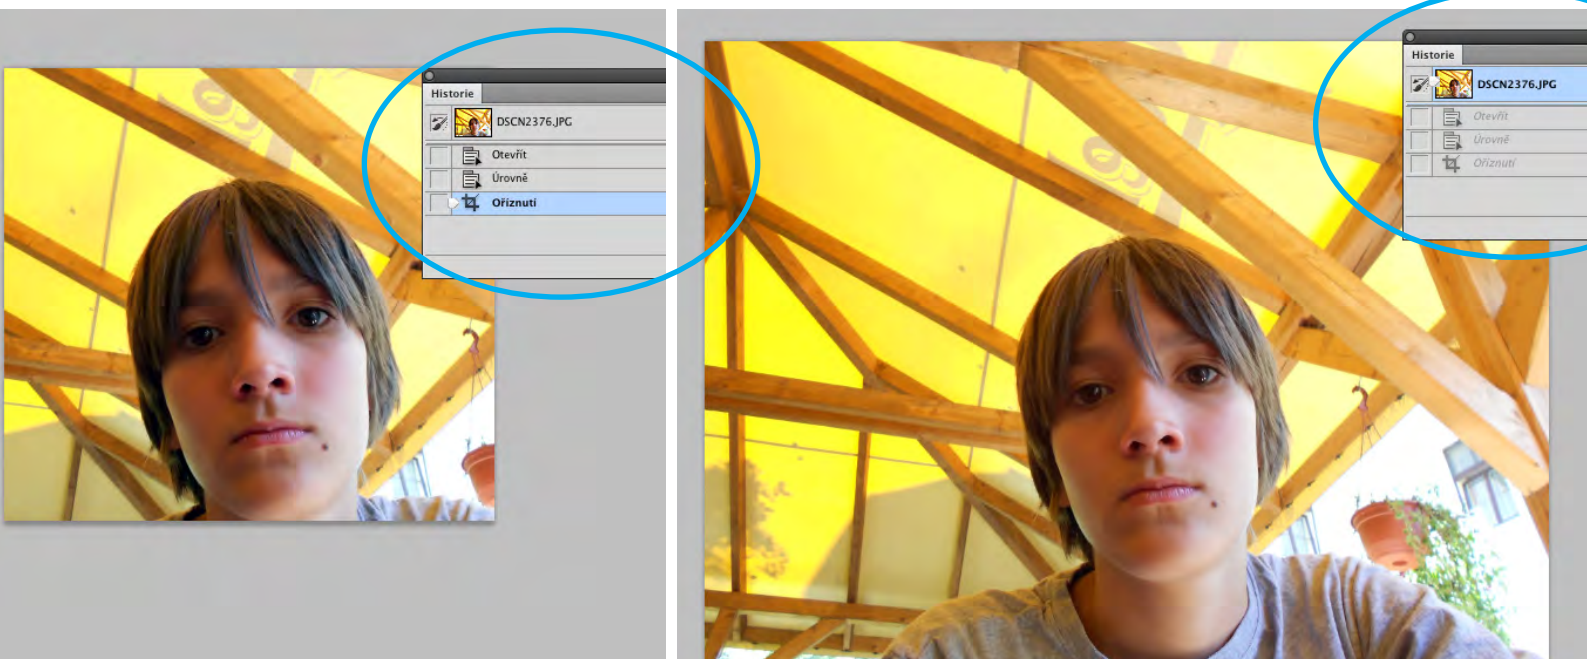 Historie
DSCN2376.JPG
Otevřít
Úrovně
Oříznutí
Historie
DSCN2376.JPG
Otevřít
Úrovně
Oříznutí